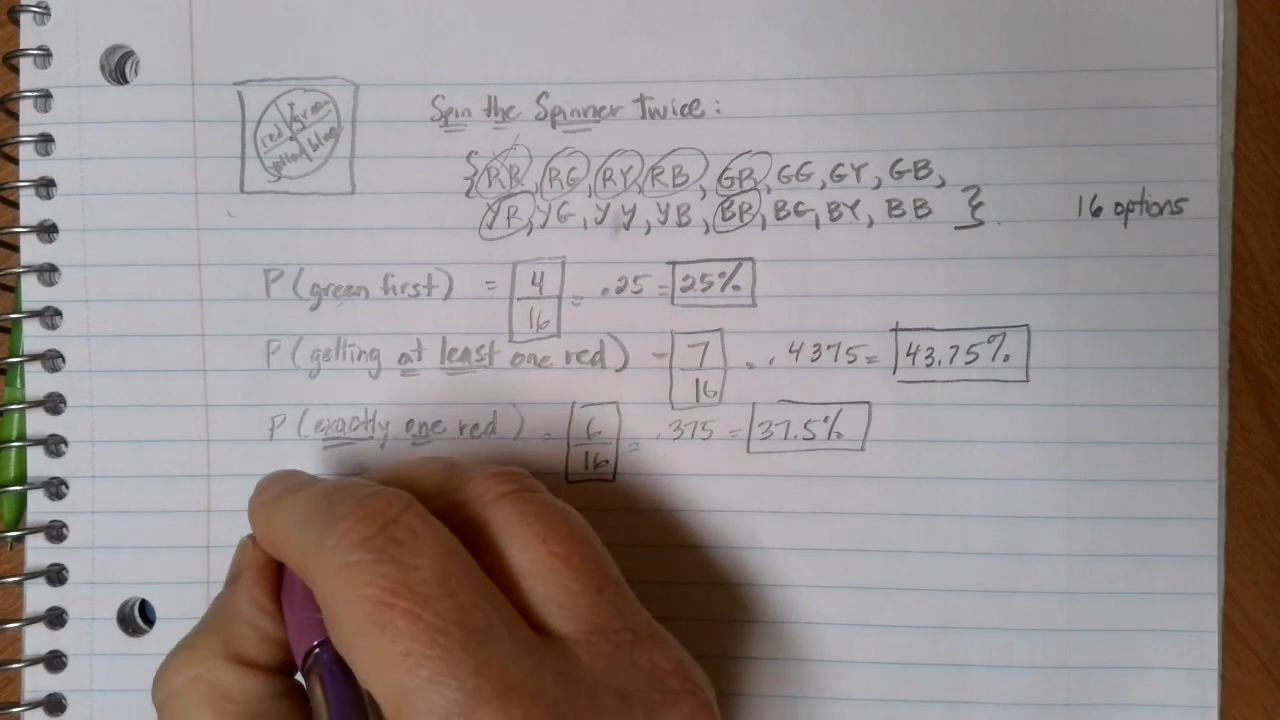 red green
yellow blue
Spin the Spinner twice:
{RR, RG, RY, RB, GR, GG, GY, GB,
YR, YG, YY, YB, BR, BG, BY, BB }
16 options
P(green first) = 4/16 = .25 = 25%
P(getting at least one red) = 7/16 = .4375 = 43.75%
P(exactly one red) = 6/16 = .375 = 37.5%